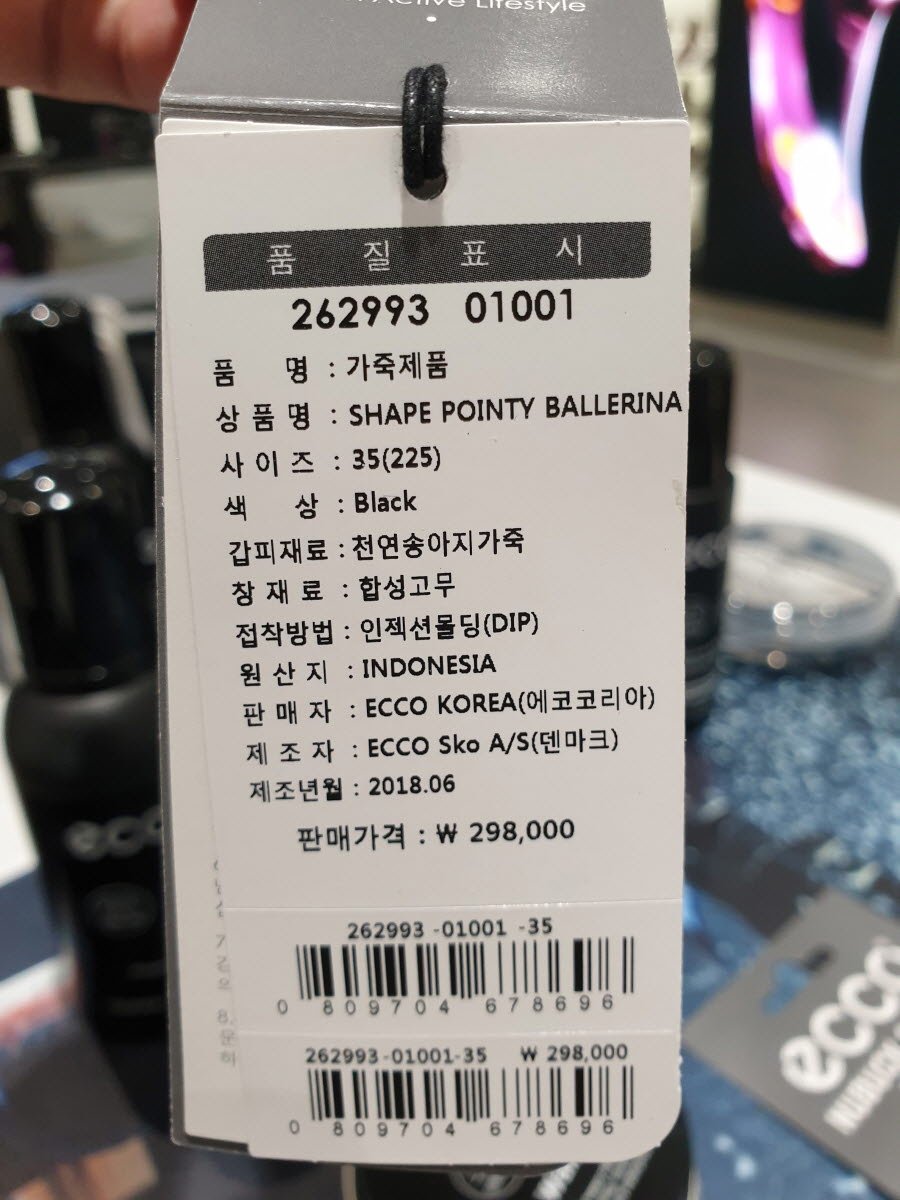 Active Lifestyle
품 질 표 시
262993 01001
품 명 : 가죽제품
상 품 명 : SHAPE POINTY BALLERINA
사 이 즈 : 35(225)
색 상 : Black
갑피재료 : 천연송아지가죽
창 재 료 : 합성고무
접착방법 : 인젝션몰딩(DIP)
원 산 지 : INDONESIA
판 매 자 : ECCO KOREA(에코코리아)
제 조 자 : ECCO Sko A/S(덴마크)
제조년월 : 2018.06
판매가격 : ₩ 298,000
262993 -01001 -35
0 809704 678696
262993-01001-35 ₩ 298,000
0 809704 678696
ecco
ecco
ecco